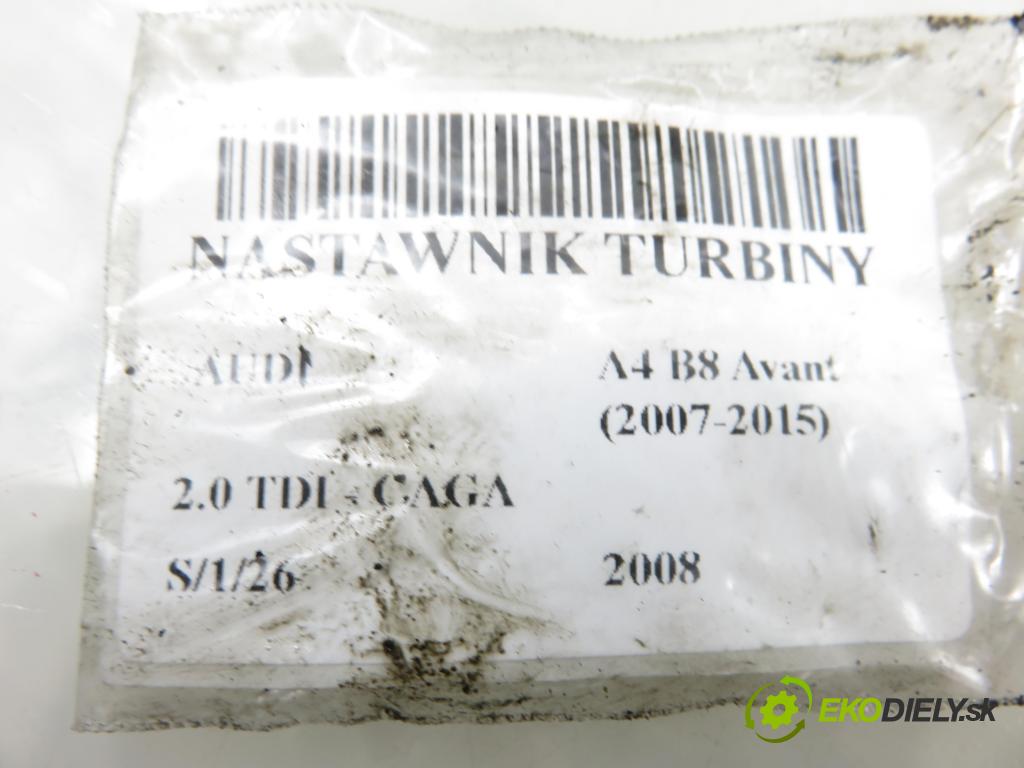 NASTAWNIK TURBINY
AUDI A4 B8 Avant
(2007-2015)
2.0 TDI - CAGA
S/1/26 2008
EKODIELY.sk